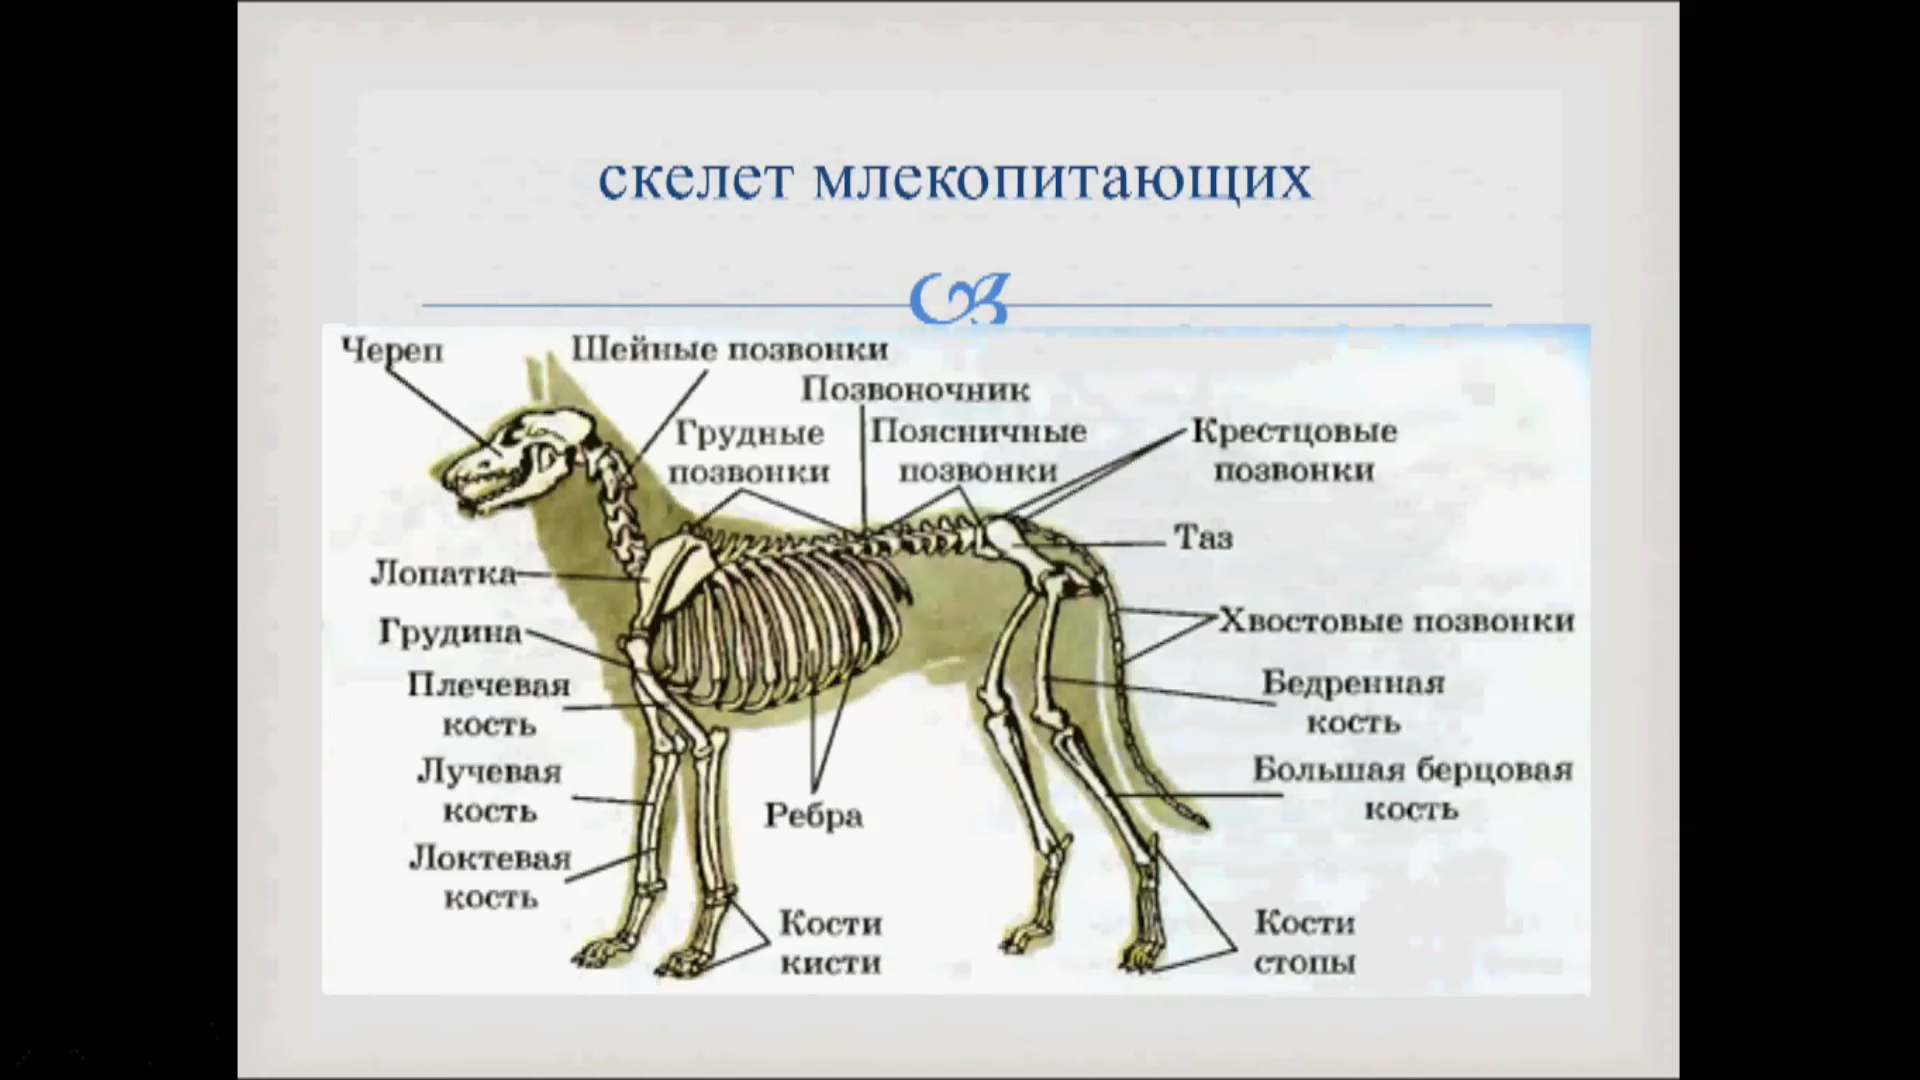 скелет млекопитающих
Череп
Шейные позвонки
Позвоночник
Грудные
позвонки
Поясничные
позвонки
Крестцовые
позвонки
Таз
Лопатка
Грудина
Хвостовые позвонки
Плечевая
кость
Бедренная
кость
Лучевая
кость
Большая берцовая
кость
Ребра
Локтевая
кость
Кости
кисти
Кости
стопы